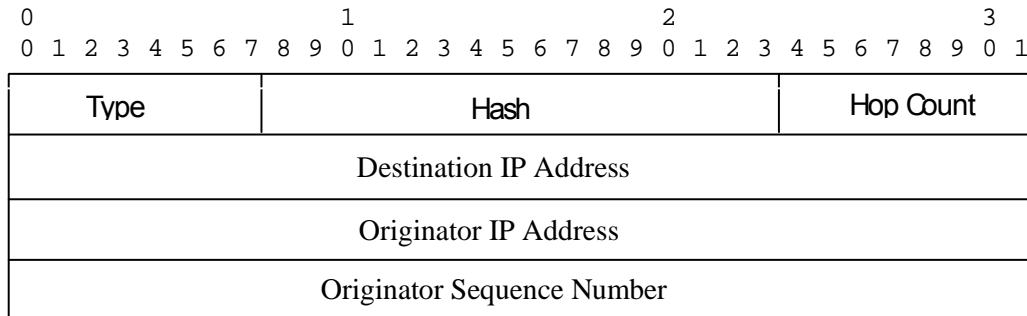 0 1 2 3
0 1 2 3 4 5 6 7 8 9 0 1 2 3 4 5 6 7 8 9 0 1 2 3 4 5 6 7 8 9 0 1
Type Hash Hop Count
Destination IP Address
Originator IP Address
Originator Sequence Number